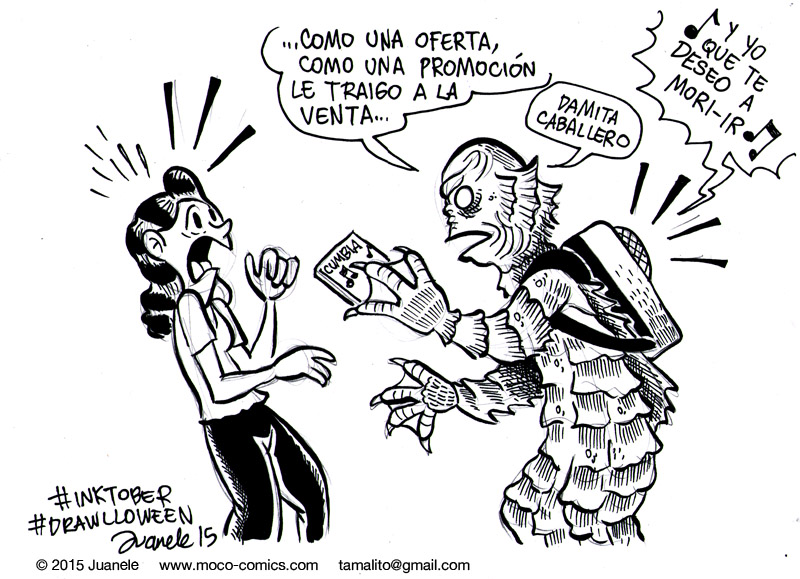 ...COMO UNA OFERTA,
COMO UNA PROMOCIÓN
LE TRAIGO A LA
VENTA...
DAMITA
CABALLERO
Y YO
QUE TE
DESEO A
MORI-IR
CUMBIA
#INKTOBER
#DRAWLLOWEEN
Juanele 15
© 2015 Juanele www.moco-comics.com tamalito@gmail.com